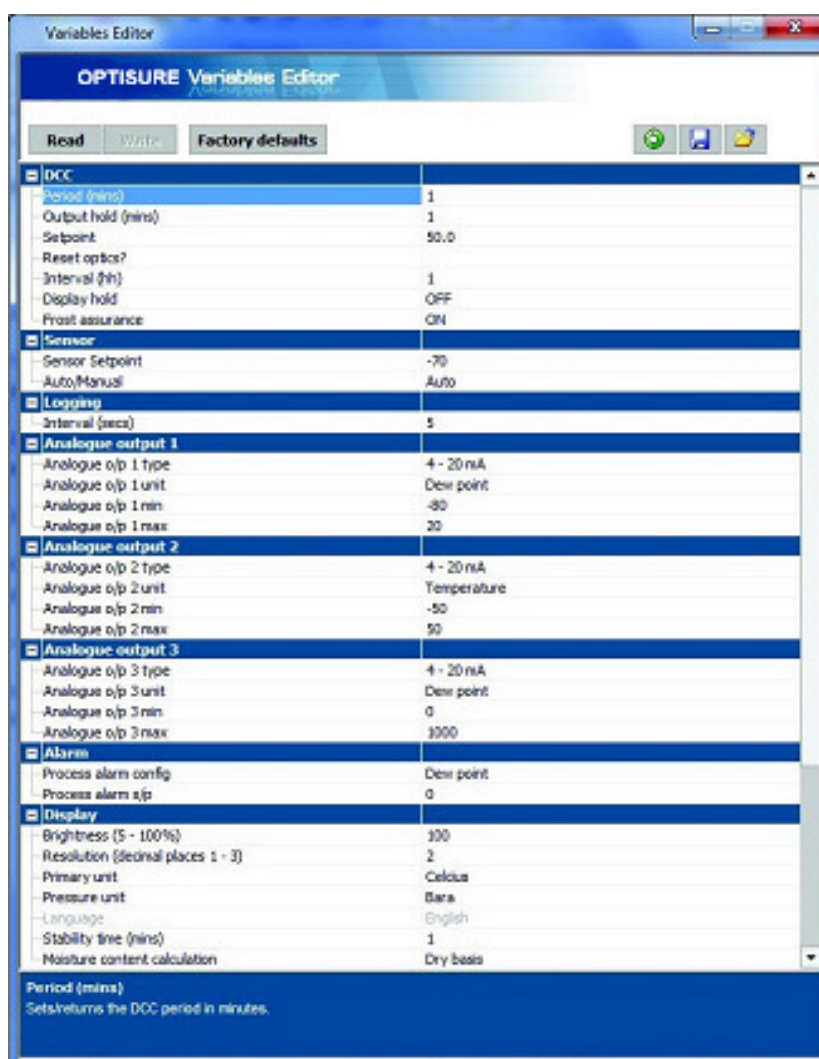 Variables Editor
OPTISURE Variables Editor
Read Write Factory defaults
DCC
Period (mins) 1
Output hold (mins) 1
Setpoint 50.0
Reset optics?
Interval (hh) 1
Display hold OFF
Frost assurance ON
Sensor
Sensor Setpoint -70
Auto/Manual Auto
Logging
Interval (secs) 5
Analogue output 1
Analogue o/p 1 type 4 - 20 mA
Analogue o/p 1 unit Dew point
Analogue o/p 1 min -80
Analogue o/p 1 max 20
Analogue output 2
Analogue o/p 2 type 4 - 20 mA
Analogue o/p 2 unit Temperature
Analogue o/p 2 min -50
Analogue o/p 2 max 50
Analogue output 3
Analogue o/p 3 type 4 - 20 mA
Analogue o/p 3 unit Dew point
Analogue o/p 3 min 0
Analogue o/p 3 max 1000
Alarm
Process alarm config Dew point
Process alarm s/p 0
Display
Brightness (5 - 100%) 100
Resolution (decimal places 1 - 3) 2
Primary unit Celcius
Pressure unit Bara
Language English
Stability time (mins) 1
Moisture content calculation Dry basis
Period (mins)
Sets/returns the DCC period in minutes.